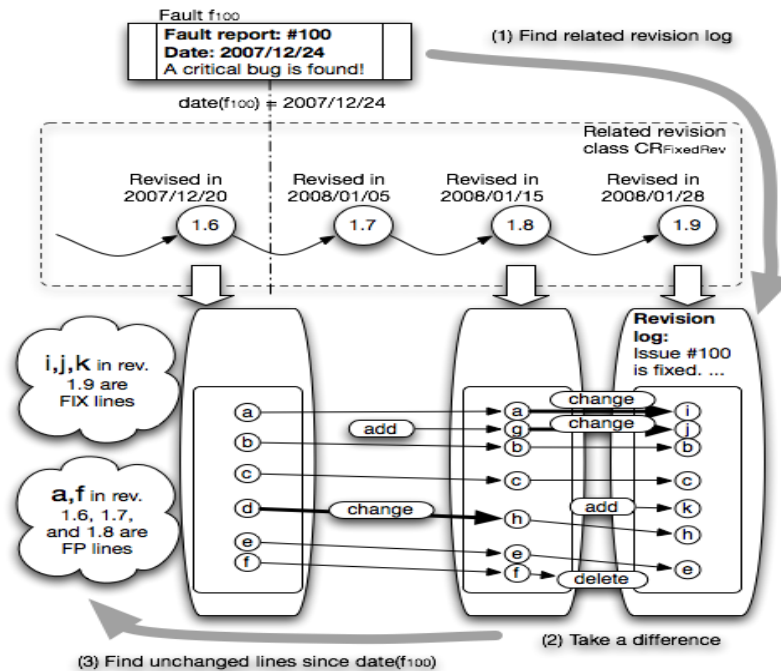 Fault f100
Fault report: #100
Date: 2007/12/24
A critical bug is found!
(1) Find related revision log
date(f100) = 2007/12/24
Related revision
class CRFixedRev
Revised in
2007/12/20
Revised in
2008/01/05
Revised in
2008/01/15
Revised in
2008/01/28
1.6
1.7
1.8
1.9
Revision
log:
Issue #100
is fixed. ...
i,j,k in rev.
1.9 are
FIX lines
a,f in rev.
1.6, 1.7,
and 1.8 are
FP lines
a
b
c
d
e
f
add
change
a
g
b
c
h
e
f
change
change
add
delete
i
j
b
c
k
h
e
(2) Take a difference
(3) Find unchanged lines since date(f100)